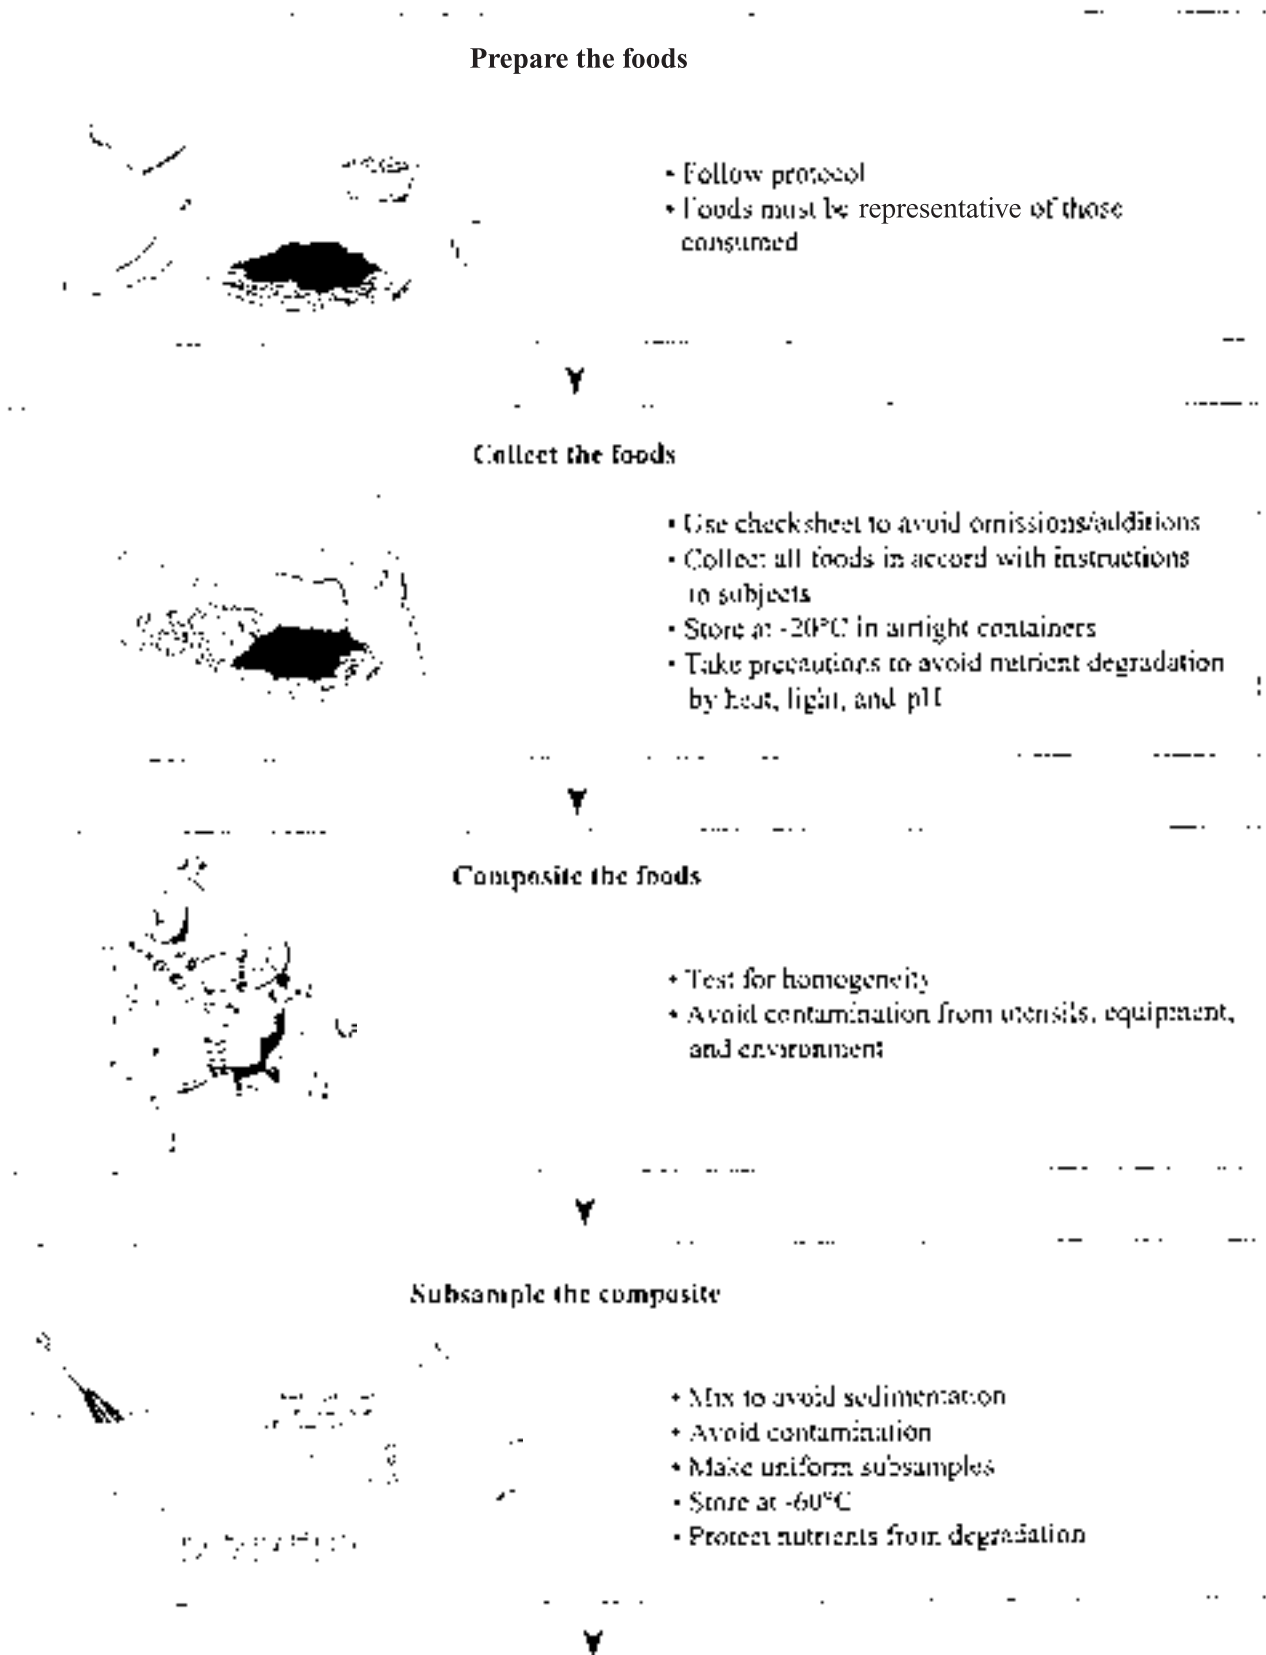 Prepare the foods
• Follow protocol
• Foods must be representative of those
consumed
Collect the foods
• Use checksheet to avoid omissions/additions
• Collect all foods in accord with instructions
to subjects
• Store at -20°C in airtight containers
• Take precautions to avoid nutrient degradation
by heat, light, and pH
Composite the foods
• Test for homogeneity
• Avoid contamination from utensils, equipment,
and environment
Subsample the composite
• Mix to avoid sedimentation
• Avoid contamination
• Make uniform subsamples
• Store at -60°C
• Protect nutrients from degradation